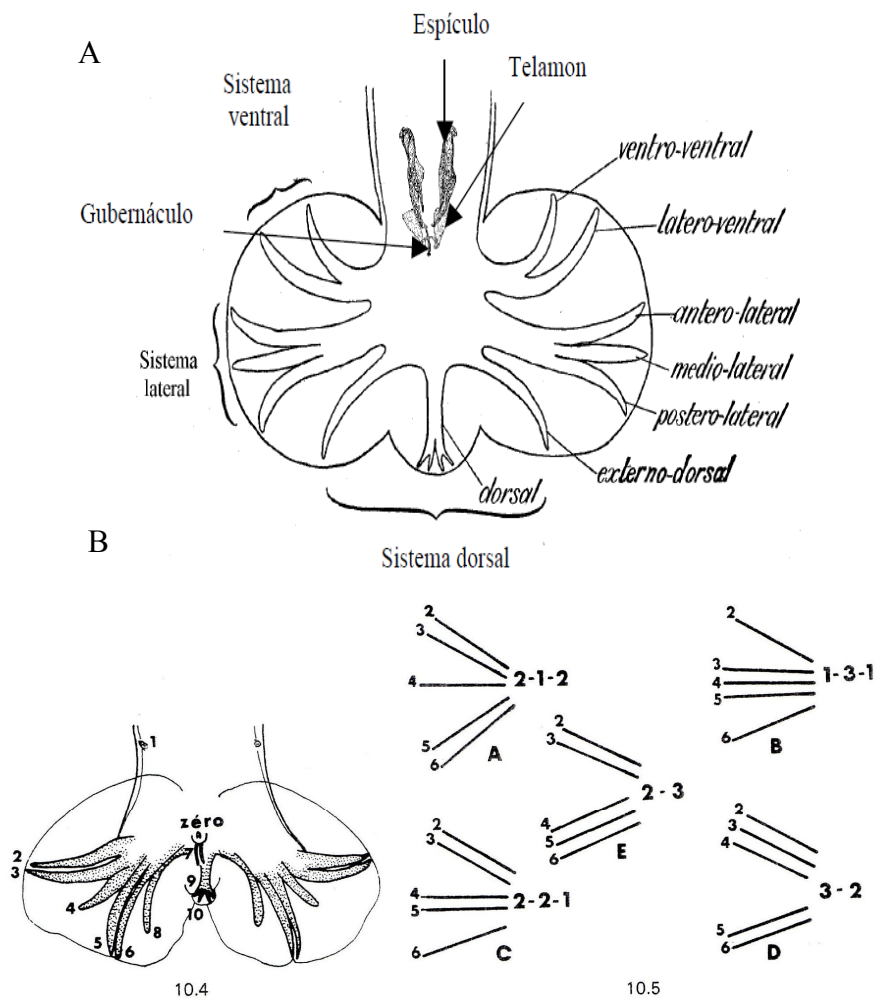 A
Espículo
Telamon
Sistema
ventral
Gubernáculo
ventro-ventral
latero-ventral
antero-lateral
medio-lateral
postero-lateral
externo-dorsal
dorsal
Sistema
lateral
Sistema dorsal
B
1
zéro
2
3
4
5
6
7
8
9
10
10.4
2
3
4
5
6
2-1-2
A
2
3
4
5
6
1-3-1
B
2
3
4
5
6
2-3
E
2
3
4
5
6
2-2-1
C
2
3
4
5
6
3-2
D
10.5